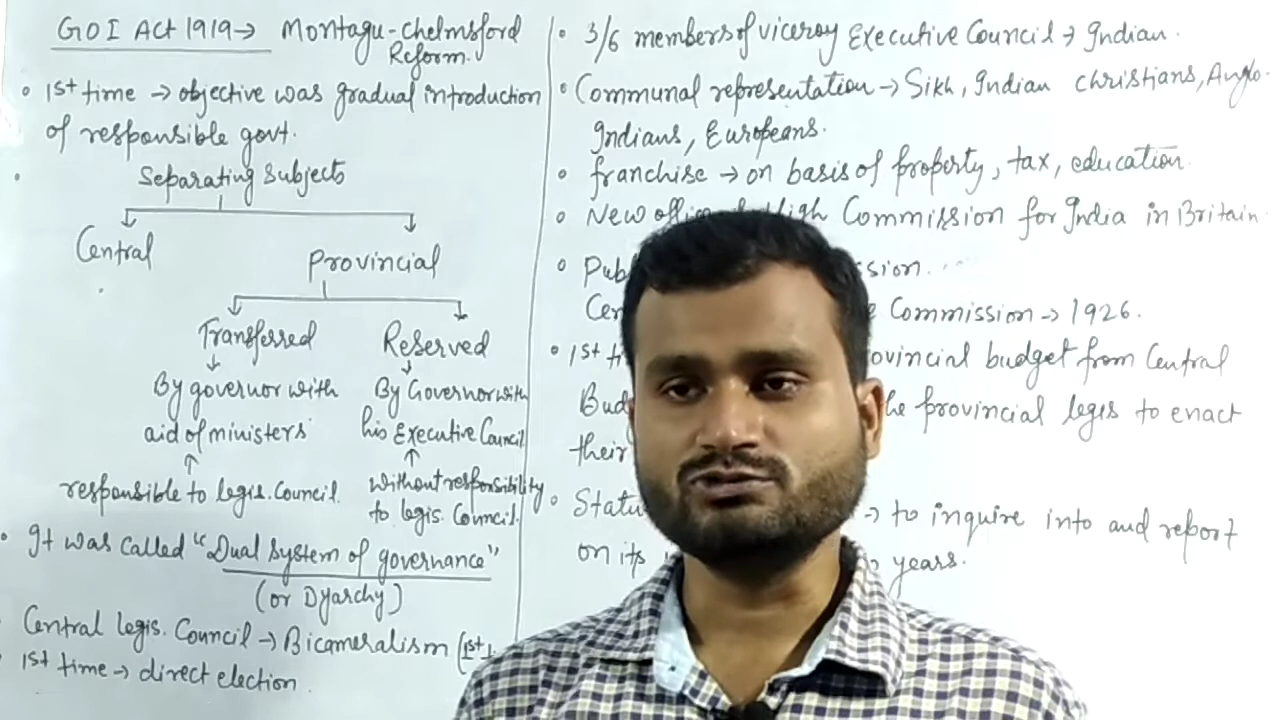 GOI Act 1919 → Montagu-Chelmsford
Reform.
• 1st time → objective was gradual introduction
of responsible govt.
• Separating Subjects
Central
Provincial
Transferred
Reserved
By governor with
aid of ministers
responsible to legis. Council.
By Governor with
his Executive Council
without responsibility
to legis. Council.
• It was called "Dual System of governance"
(or Dyarchy)
• Central legis. Council → Bicameralism (1st
• 1st time → direct election.
• 3/6 members of viceroy Executive Council → Indian.
• Communal representation → Sikh, Indian christians, Anglo-
Indians, Europeans.
• franchise → on basis of property, tax, education.
• New High Commission for India in Britain.
•
Commission → 1926.
• 1st provincial budget from Central
provincial legis to enact
their
• → to inquire into and report
on its years.